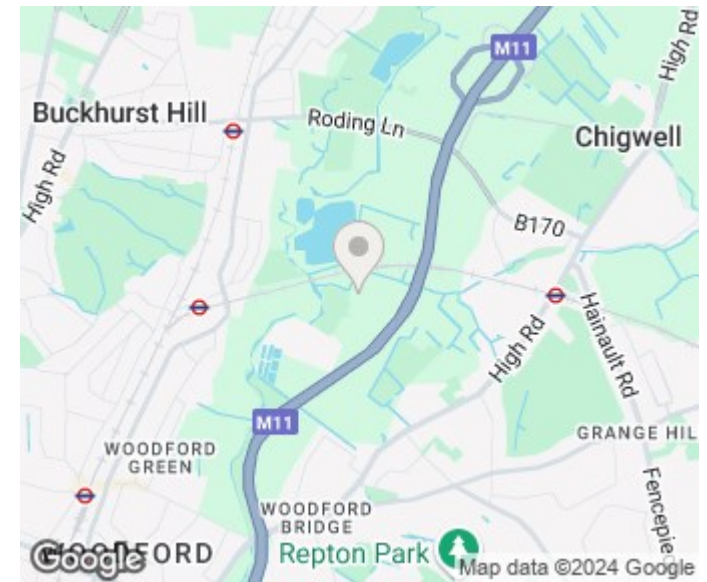 M11
High Rd
Buckhurst Hill
Roding Ln
Chigwell
High Rd
B170
Hainault Rd
High Rd
M11
GRANGE HIL
WOODFORD
GREEN
Fencepie
WOODFORD
BRIDGE
WOODFORD
Repton Park
Google
Map data ©2024 Google